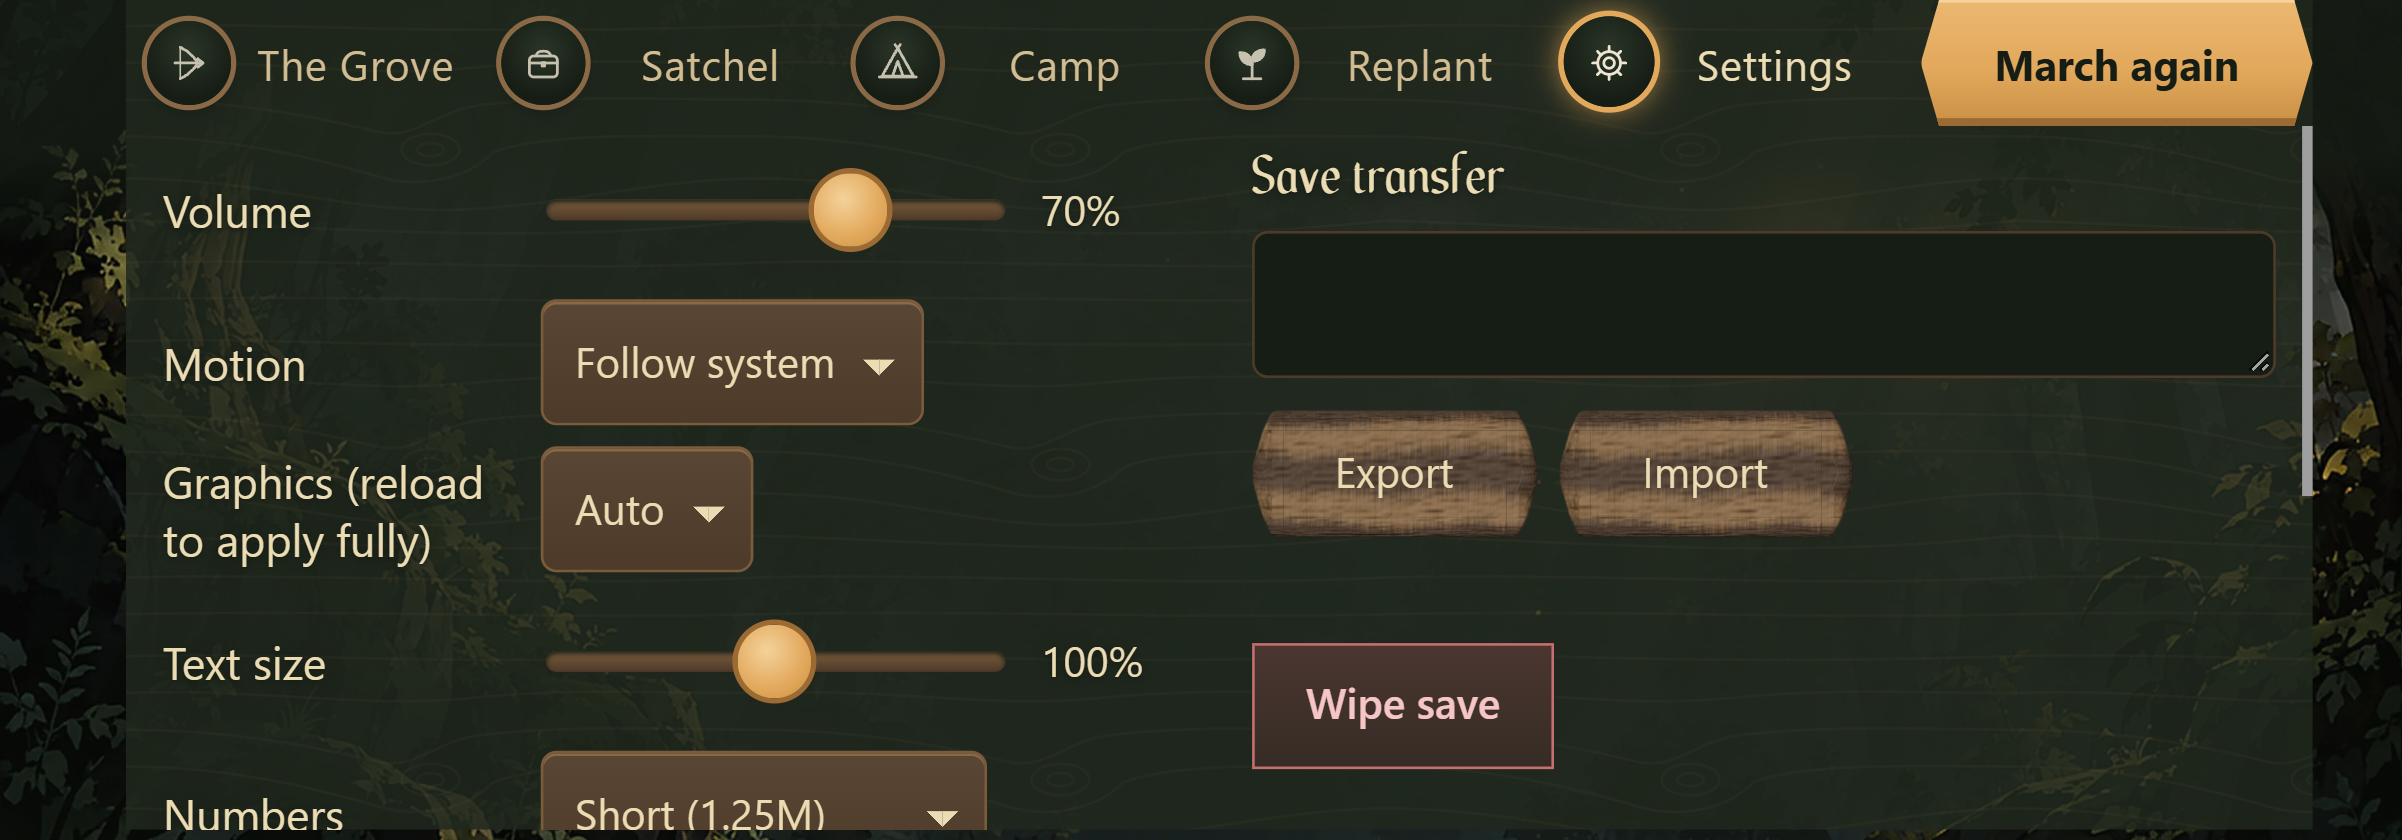 The Grove
Satchel
Camp
Replant
Settings
March again
Volume
70%
Motion
Follow system
Graphics (reload
to apply fully)
Auto
Text size
100%
Numbers
Short (1.25M)
Save transfer
Export
Import
Wipe save